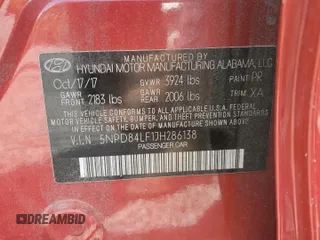 MANUFACTURED BY
HYUNDAI MOTOR MANUFACTURING ALABAMA, LLC
Oct/17/17 GVWR 3924 lbs PAINT PR
GAWR FRONT 2183 lbs GAWR REAR 2006 lbs TRIM XA
THIS VEHICLE CONFORMS TO ALL APPLICABLE
U.S.A. FEDERAL MOTOR VEHICLE SAFETY, BUMPER,
AND THEFT PREVENTION STANDARDS IN EFFECT ON
THE DATE OF MANUFACTURE SHOWN ABOVE.
V.I.N 5NPD84LF1JH286138
PASSENGER CAR
DREAMBID